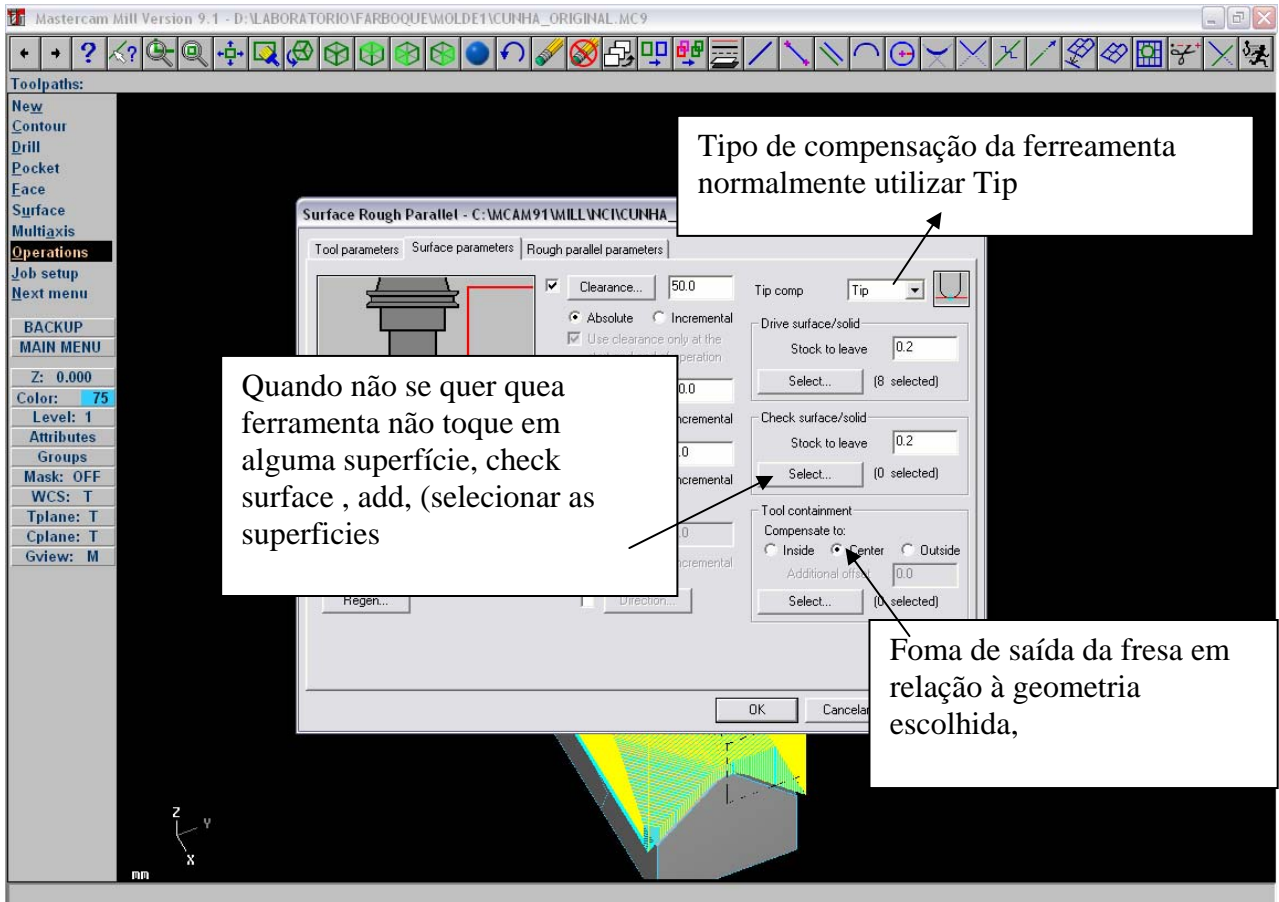 Mastercam Mill Version 9.1 - D:\LABORATORIO\FARBOQUE\MOLDE1\CUNHA_ORIGINAL.MC9
Toolpaths:
New
Contour
Drill
Pocket
Face
Surface
Multiaxis
Operations
Job setup
Next menu
BACKUP
MAIN MENU
Z: 0.000
Color: 75
Level: 1
Attributes
Groups
Mask: OFF
WCS: T
Tplane: T
Cplane: T
Gview: M
Tipo de compensação da ferreamenta
normalmente utilizar Tip
Surface Rough Parallel - C:\MCAM91\MILL\NCI\CUNHA_
Tool parameters Surface parameters Rough parallel parameters
Clearance... 50.0
Absolute Incremental
Use clearance only at the
Tip comp Tip
Drive surface/solid
Stock to leave 0.2
Select... (8 selected)
Check surface/solid
Stock to leave 0.2
Select... (0 selected)
Tool containment
Compensate to:
Inside Center Outside
Additional offset 0.0
Select... (0 selected)
Quando não se quer quea
ferramenta não toque em
alguma superfície, check
surface , add, (selecionar as
superficies
Regen...
Direction...
Foma de saída da fresa em
relação à geometria
escolhida,
OK Cancelar
Z
Y
X
mm